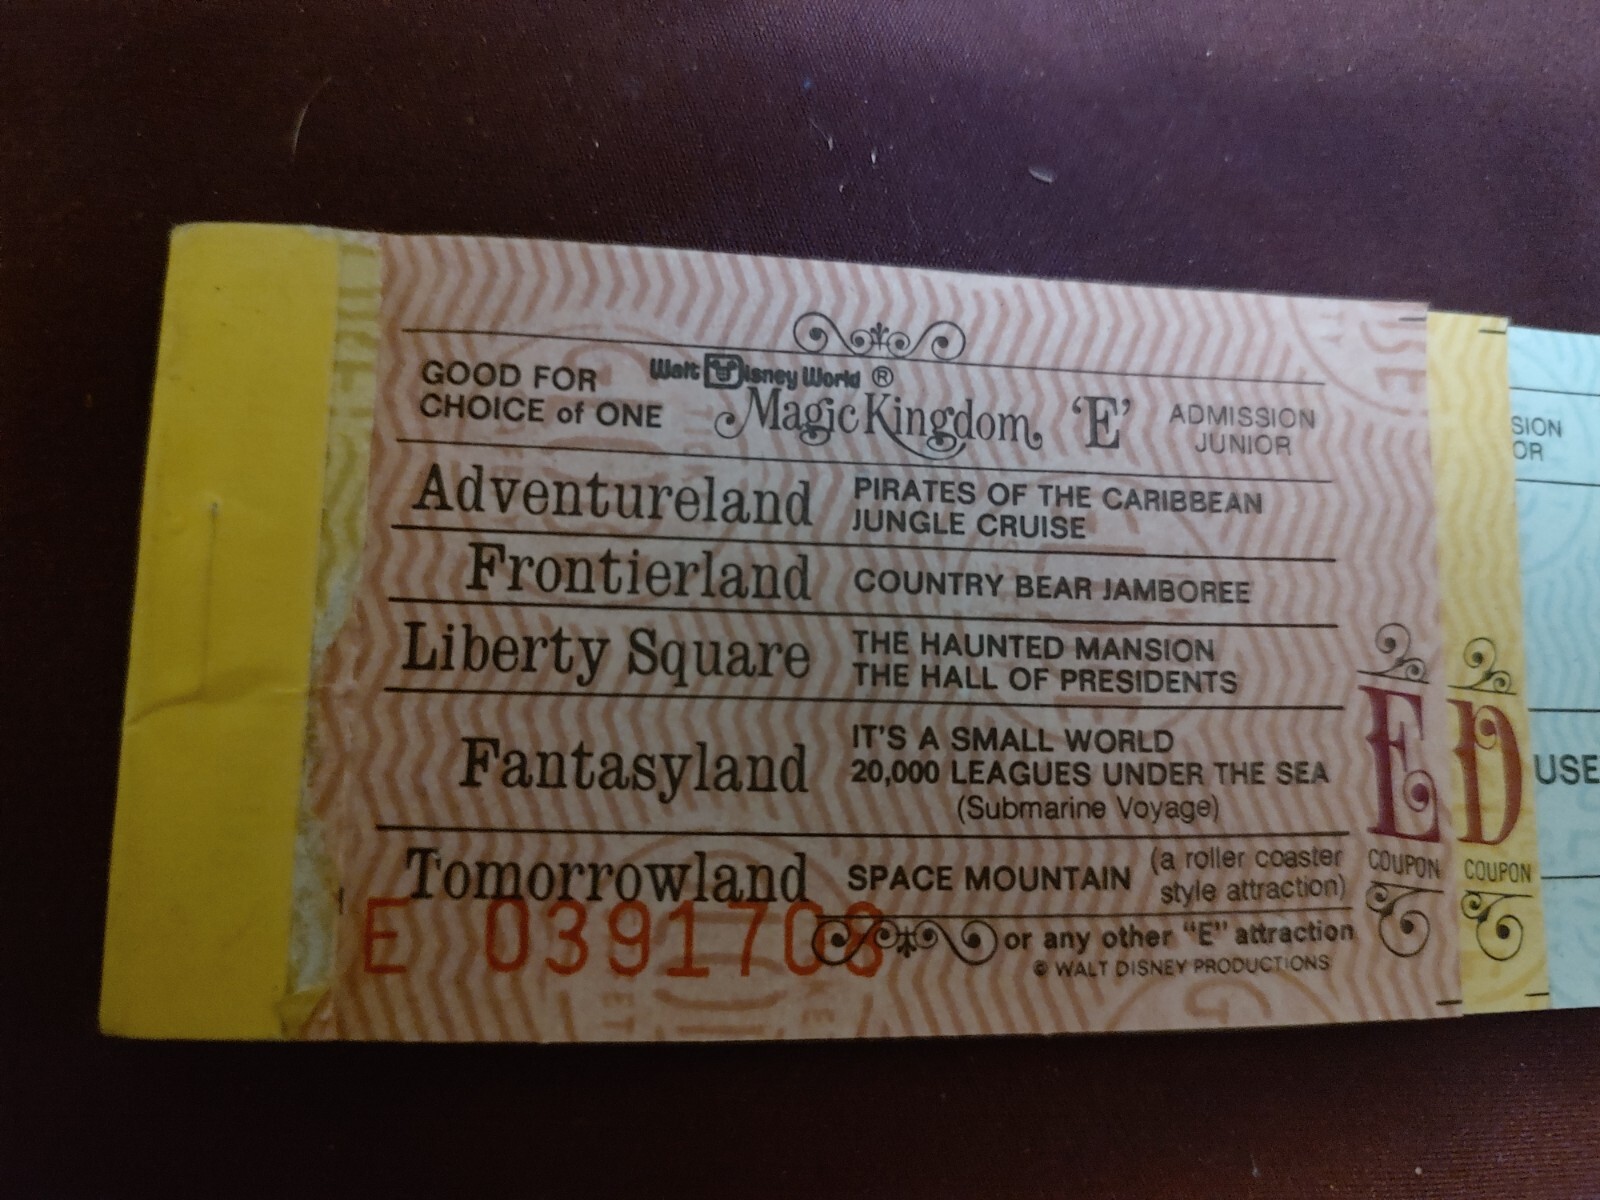 GOOD FOR
CHOICE of ONE
Walt Disney World ®
Magic Kingdom 'E'
ADMISSION
JUNIOR
Adventureland PIRATES OF THE CARIBBEAN
JUNGLE CRUISE
Frontierland COUNTRY BEAR JAMBOREE
Liberty Square THE HAUNTED MANSION
THE HALL OF PRESIDENTS
Fantasyland IT'S A SMALL WORLD
20,000 LEAGUES UNDER THE SEA
(Submarine Voyage)
Tomorrowland SPACE MOUNTAIN (a roller coaster
style attraction)
or any other "E" attraction
© WALT DISNEY PRODUCTIONS
E 0391708
E
COUPON
D
COUPON
SION
OR
USE